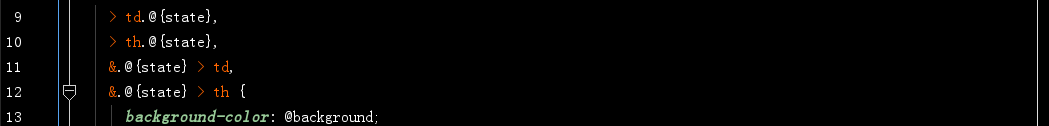 9 > td.@{state},
10 > th.@{state},
11 &.@{state} > td,
12 &.@{state} > th {
13 background-color: @background;